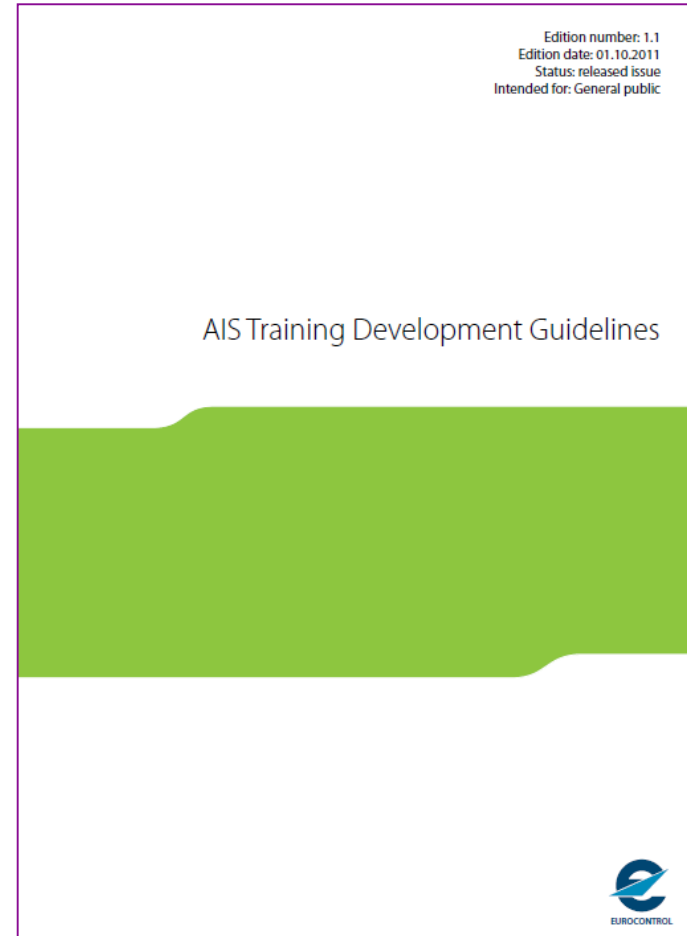 Edition number: 1.1
Edition date: 01.10.2011
Status: released issue
Intended for: General public
AIS Training Development Guidelines
EUROCONTROL